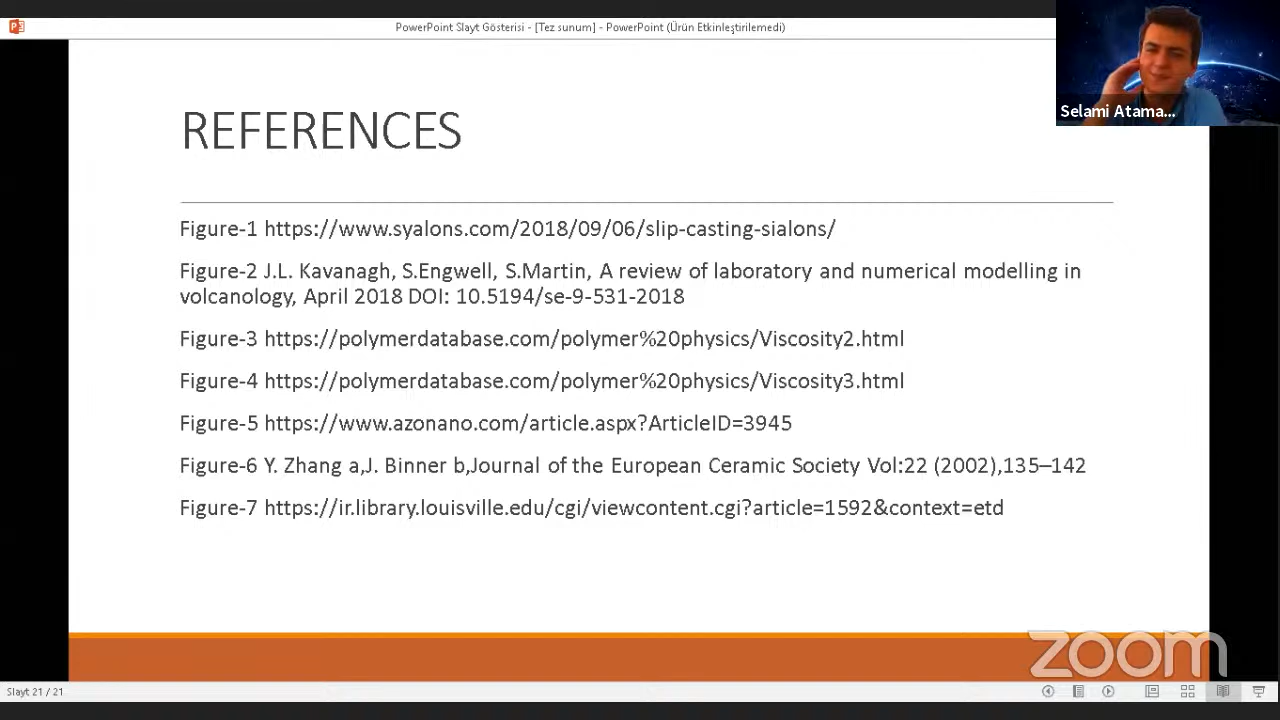 PowerPoint Slayt Gösterisi - [Tez sunum] - PowerPoint (Ürün Etkinleştirilemedi)
Selami Atama...
REFERENCES
Figure-1 https://www.syalons.com/2018/09/06/slip-casting-sialons/
Figure-2 J.L. Kavanagh, S.Engwell, S.Martin, A review of laboratory and numerical modelling in
volcanology, April 2018 DOI: 10.5194/se-9-531-2018
Figure-3 https://polymerdatabase.com/polymer%20physics/Viscosity2.html
Figure-4 https://polymerdatabase.com/polymer%20physics/Viscosity3.html
Figure-5 https://www.azonano.com/article.aspx?ArticleID=3945
Figure-6 Y. Zhang a,J. Binner b,Journal of the European Ceramic Society Vol:22 (2002),135–142
Figure-7 https://ir.library.louisville.edu/cgi/viewcontent.cgi?article=1592&context=etd
zoom
Slayt 21 / 21